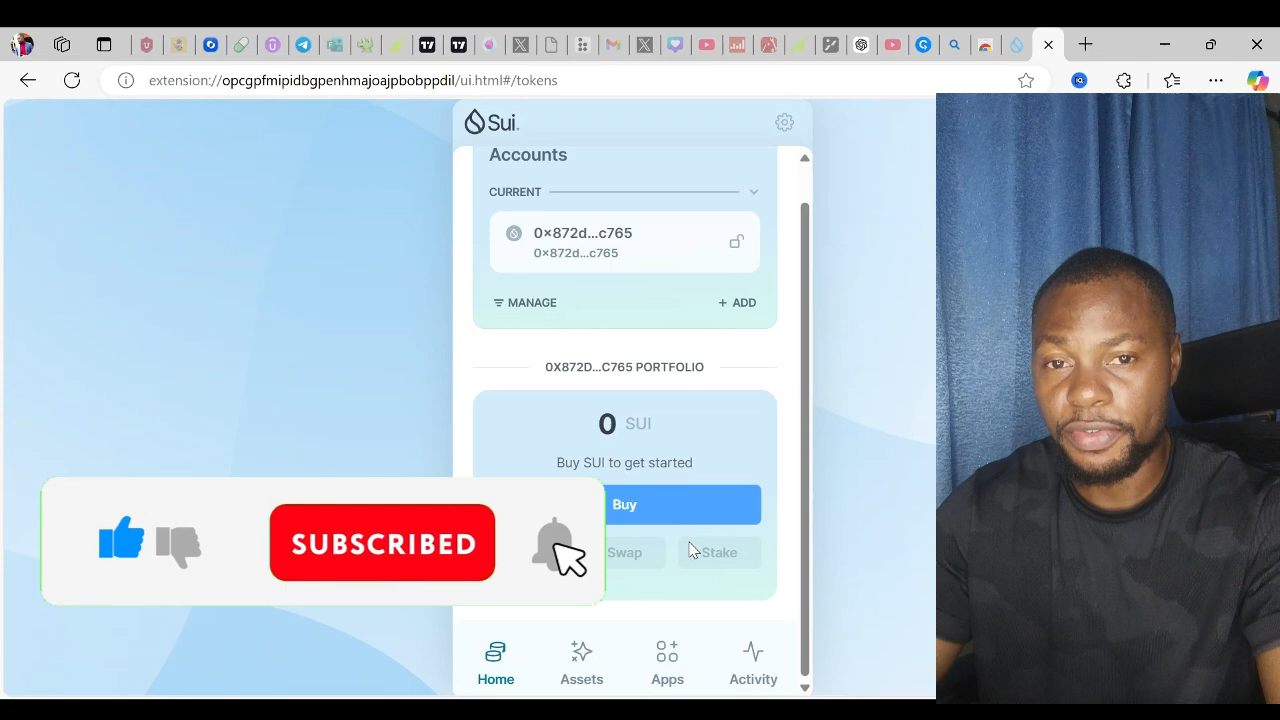 extension://opcgpfmipidbgpenhmajoajpbobppdil/ui.html#/tokens
Sui
Accounts
CURRENT
0×872d...c765
0×872d...c765
MANAGE
+ ADD
0X872D...C765 PORTFOLIO
0 SUI
Buy SUI to get started
Buy
SUBSCRIBED
Swap
Stake
Home
Assets
Apps
Activity